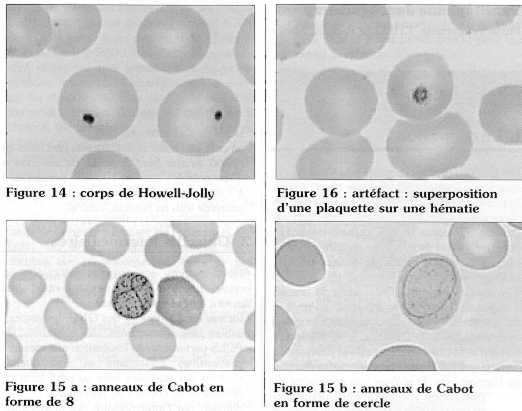 Figure 14 : corps de Howell-Jolly
Figure 16 : artéfact : superposition
d'une plaquette sur une hématie
Figure 15 a : anneaux de Cabot en
forme de 8
Figure 15 b : anneaux de Cabot
en forme de cercle